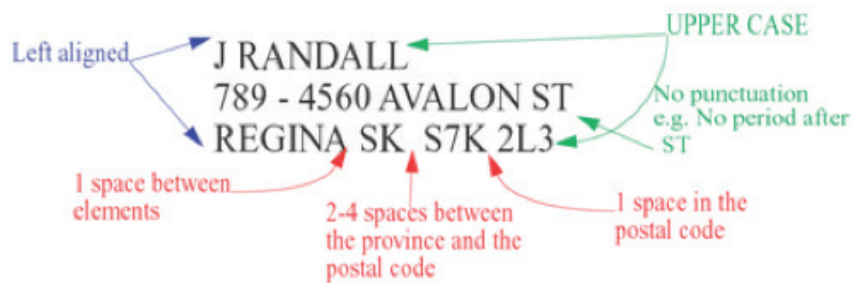 UPPER CASE
Left aligned
J RANDALL
789 - 4560 AVALON ST
REGINA SK  S7K 2L3
No punctuation
e.g. No period after
ST
1 space between
elements
2-4 spaces between
the province and the
postal code
1 space in the
postal code